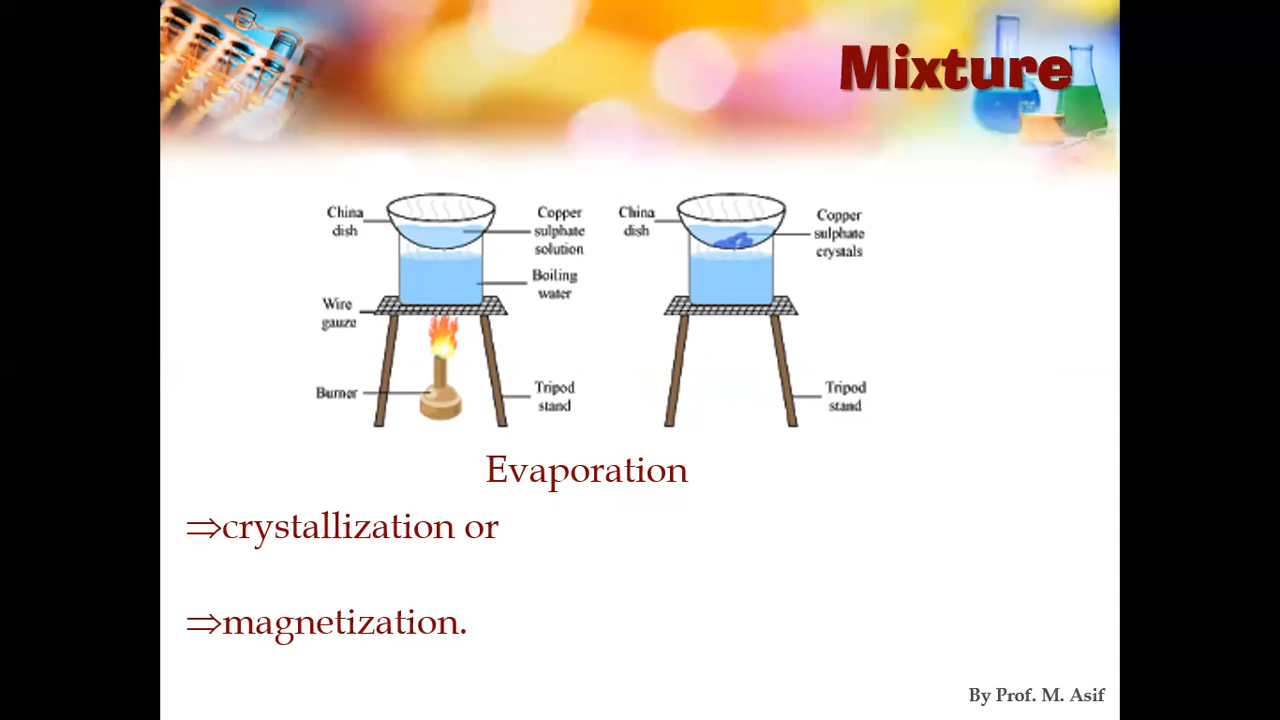 Mixture
China
dish
Copper
sulphate
solution
Boiling
water
Wire
gauze
Burner
Tripod
stand
China
dish
Copper
sulphate
crystals
Tripod
stand
Evaporation
⇒crystallization or
⇒magnetization.
By Prof. M. Asif